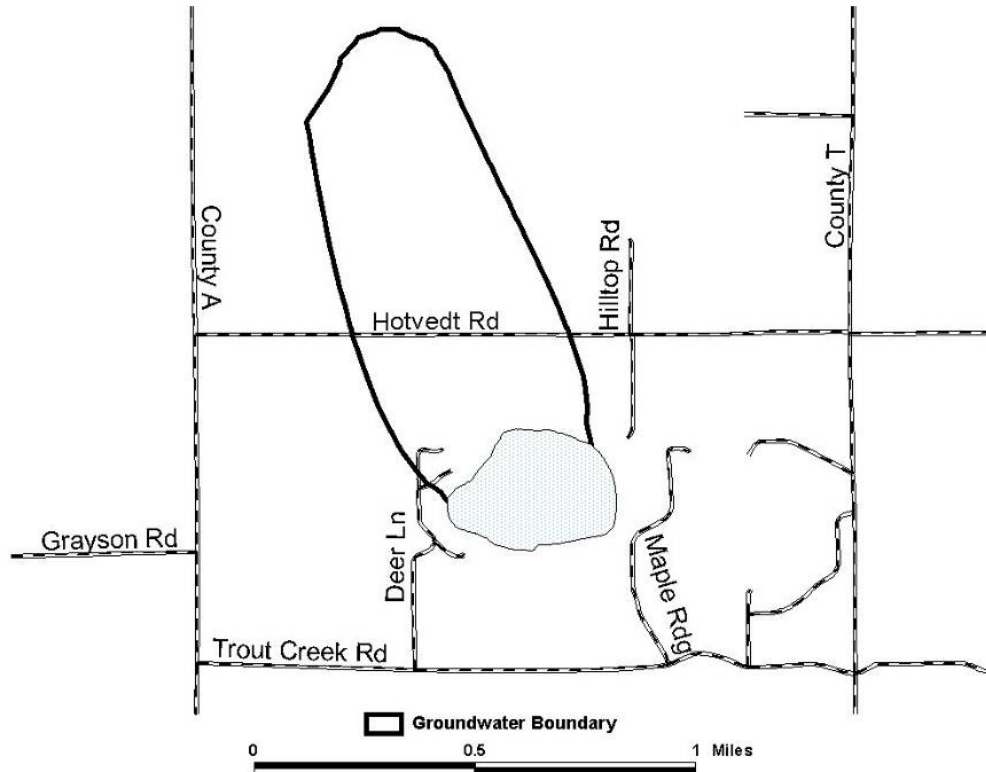 County A
County T
Hilltop Rd
Hotvedt Rd
Grayson Rd
Deer Ln
Maple Rdg
Trout Creek Rd
Groundwater Boundary
0 0.5 1 Miles